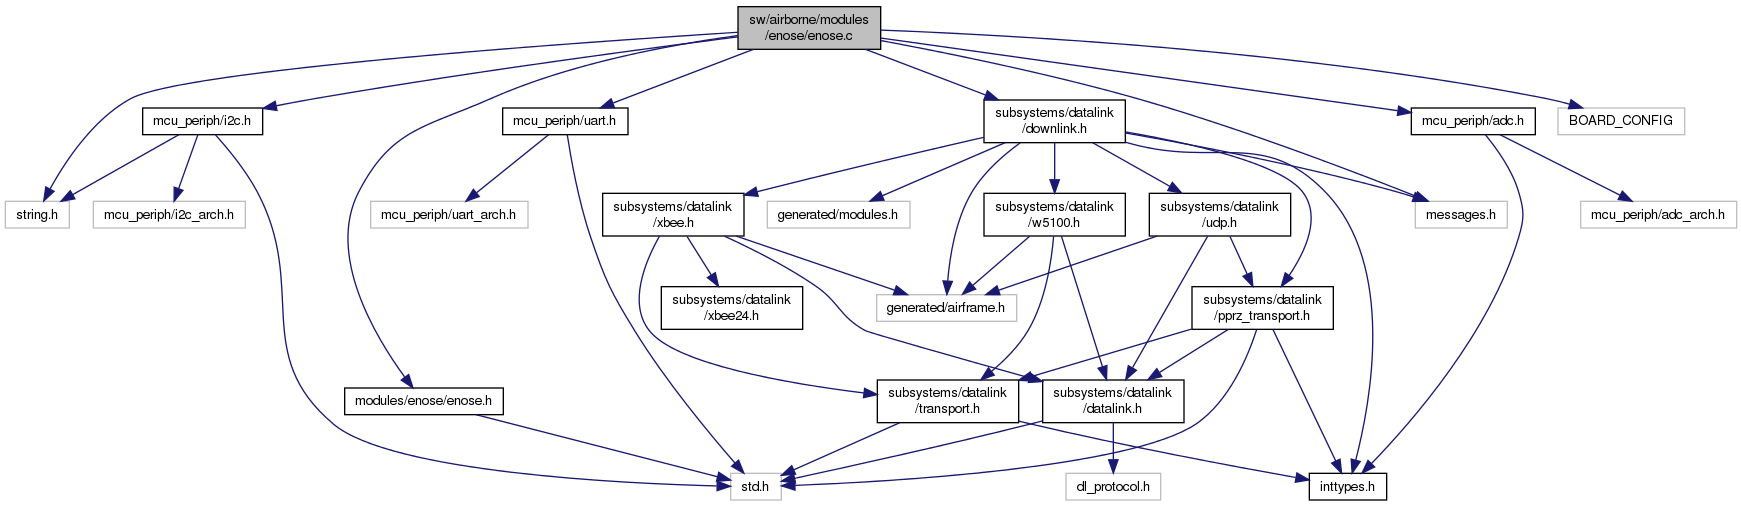 sw/airborne/modules
/enose/enose.c
mcu_periph/i2c.h
mcu_periph/uart.h
subsystems/datalink
/downlink.h
mcu_periph/adc.h
BOARD_CONFIG
string.h
mcu_periph/i2c_arch.h
mcu_periph/uart_arch.h
subsystems/datalink
/xbee.h
generated/modules.h
subsystems/datalink
/w5100.h
subsystems/datalink
/udp.h
messages.h
mcu_periph/adc_arch.h
subsystems/datalink
/xbee24.h
generated/airframe.h
subsystems/datalink
/pprz_transport.h
modules/enose/enose.h
subsystems/datalink
/transport.h
subsystems/datalink
/datalink.h
std.h
dl_protocol.h
inttypes.h